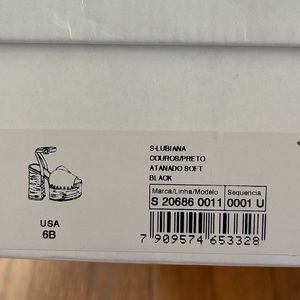 S-LUBIANA
COUROS/PRETO
ATANADO SOFT
BLACK
Marca/Linha/Modelo Sequencia
S 20686 0011 0001 U
USA
6B
7 909574 653328